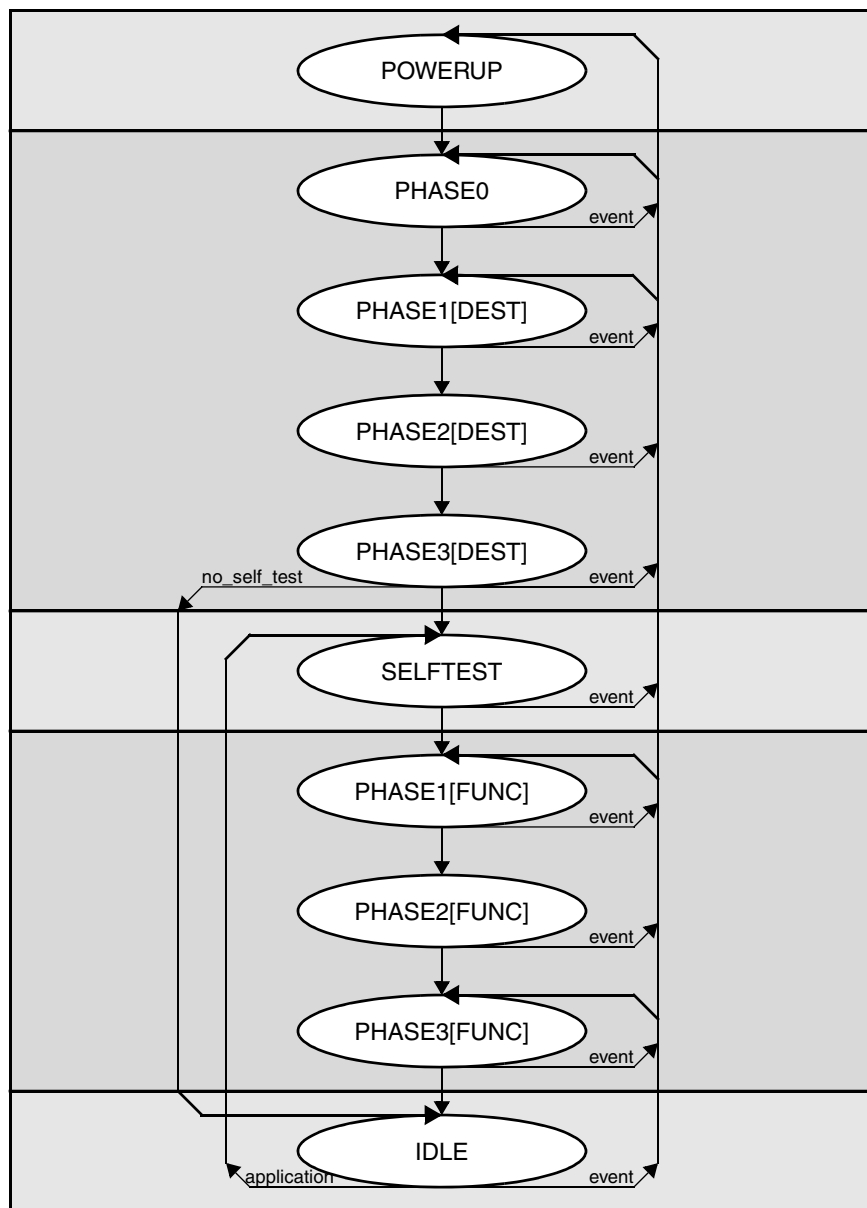 POWERUP
PHASE0
event
PHASE1[DEST]
event
PHASE2[DEST]
event
PHASE3[DEST]
no_self_test
event
SELFTEST
event
PHASE1[FUNC]
event
PHASE2[FUNC]
event
PHASE3[FUNC]
event
IDLE
application
event